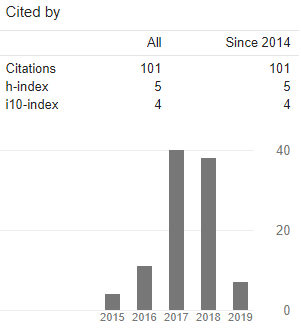 Cited by
All Since 2014
Citations 101 101
h-index 5 5
i10-index 4 4
40
20
0
2015 2016 2017 2018 2019